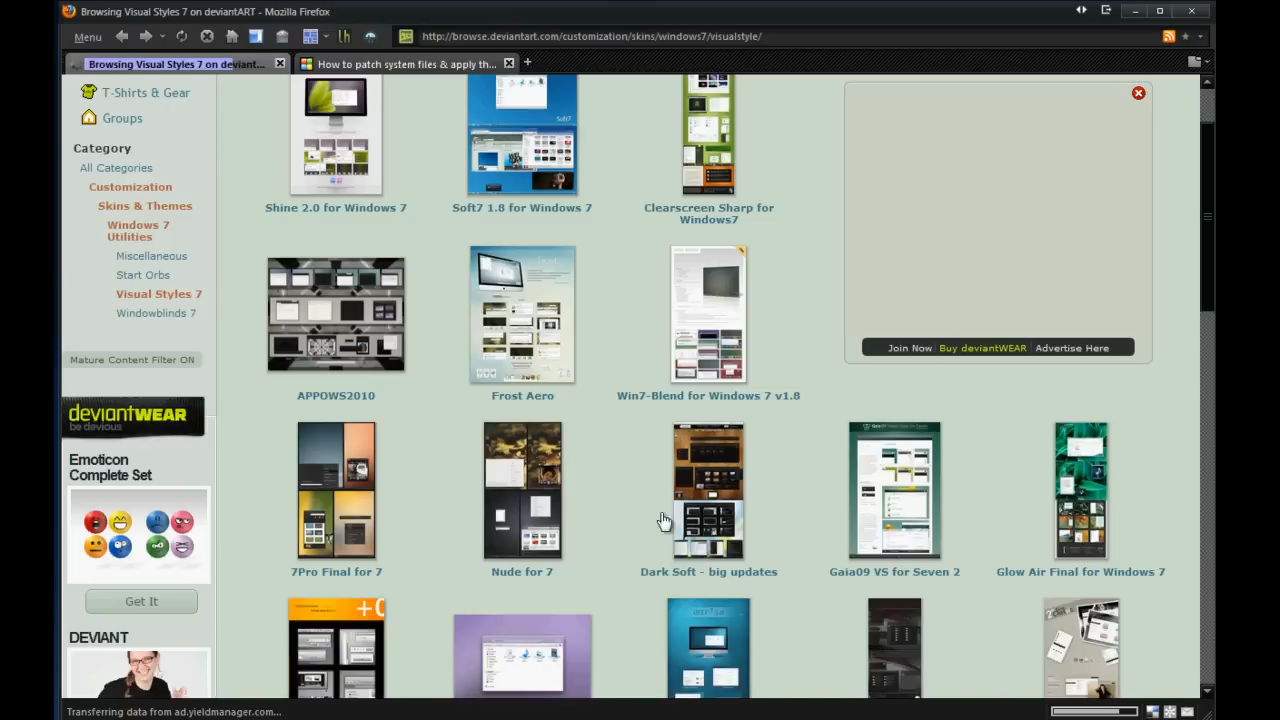 Browsing Visual Styles 7 on deviantART - Mozilla Firefox
Menu
http://browse.deviantart.com/customization/skins/windows7/visualstyle/
Browsing Visual Styles 7 on deviant...
How to patch system files & apply th...
T-Shirts & Gear
Groups
Category
All Categories
Customization
Skins & Themes
Windows 7
Utilities
Miscellaneous
Start Orbs
Visual Styles 7
Windowblinds 7
Mature Content Filter ON
deviantWEAR
be devious
Emoticon
Complete Set
Get It
DEVIANT
Shine 2.0 for Windows 7
Soft7 1.8 for Windows 7
Clearscreen Sharp for
Windows7
APPOWS2010
Frost Aero
Win7-Blend for Windows 7 v1.8
Join Now
Buy deviantWEAR
Advertise Here
7Pro Final for 7
Nude for 7
Dark Soft - big updates
Gaia09 VS for Seven 2
Glow Air Final for Windows 7
Transferring data from ad.yieldmanager.com...